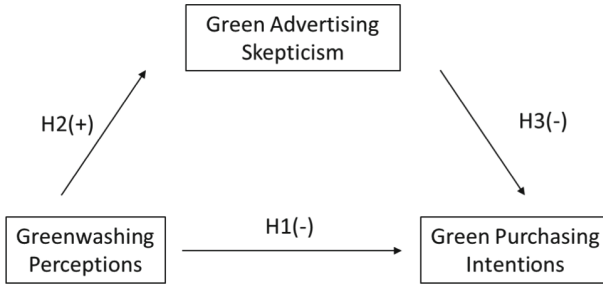 Green Advertising
Skepticism
H2(+)
H3(-)
H1(-)
Greenwashing
Perceptions
Green Purchasing
Intentions